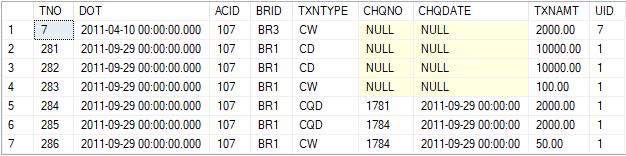 TNO DOT ACID BRID TXNTYPE CHQNO CHQDATE TXNAMT UID
1 7 2011-04-10 00:00:00.000 107 BR3 CW NULL NULL 2000.00 7
2 281 2011-09-29 00:00:00.000 107 BR1 CD NULL NULL 10000.00 1
3 282 2011-09-29 00:00:00.000 107 BR1 CD NULL NULL 10000.00 1
4 283 2011-09-29 00:00:00.000 107 BR1 CW NULL NULL 100.00 1
5 284 2011-09-29 00:00:00.000 107 BR1 CQD 1781 2011-09-29 00:00:00 2000.00 1
6 285 2011-09-29 00:00:00.000 107 BR1 CQD 1784 2011-09-29 00:00:00 2000.00 1
7 286 2011-09-29 00:00:00.000 107 BR1 CW 1784 2011-09-29 00:00:00 50.00 1